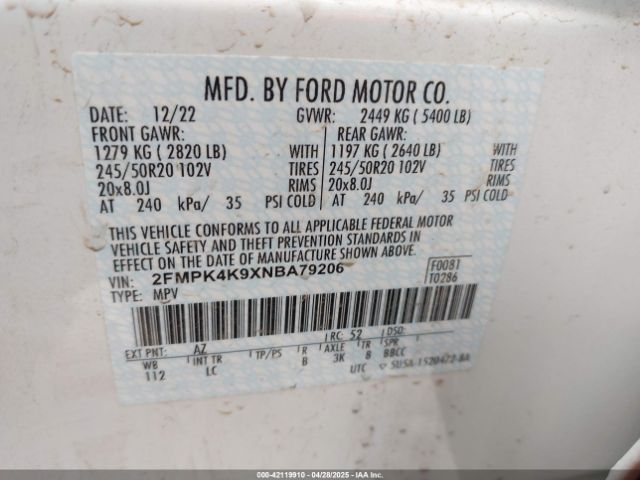 MFD. BY FORD MOTOR CO.
DATE: 12/22 GVWR: 2449 KG ( 5400 LB)
FRONT GAWR: REAR GAWR:
1279 KG ( 2820 LB) WITH 1197 KG ( 2640 LB) WITH
245/50R20 102V TIRES 245/50R20 102V TIRES
20x8.0J RIMS 20x8.0J RIMS
AT 240 kPa/ 35 PSI COLD AT 240 kPa/ 35 PSI COLD
THIS VEHICLE CONFORMS TO ALL APPLICABLE FEDERAL MOTOR
VEHICLE SAFETY AND THEFT PREVENTION STANDARDS IN
EFFECT ON THE DATE OF MANUFACTURE SHOWN ABOVE.
VIN: 2FMPK4K9XNBA79206 F0081
TYPE: MPV T0286
RC: 52 DSO:
EXT PNT: AZ
WB INT TR TP/PS R AXLE TR
112 LC B 3K 8 BBCC
UTC
000-42119910 - 04/28/2025 - IAA, Inc.